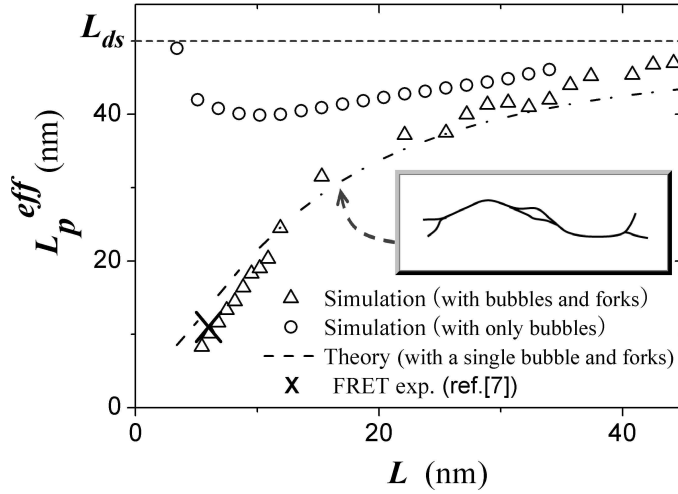 L_ds
40
20
0
L_p^eff (nm)
Simulation (with bubbles and forks)
Simulation (with only bubbles)
Theory (with a single bubble and forks)
X FRET exp. (ref.[7])
0 20 40
L (nm)